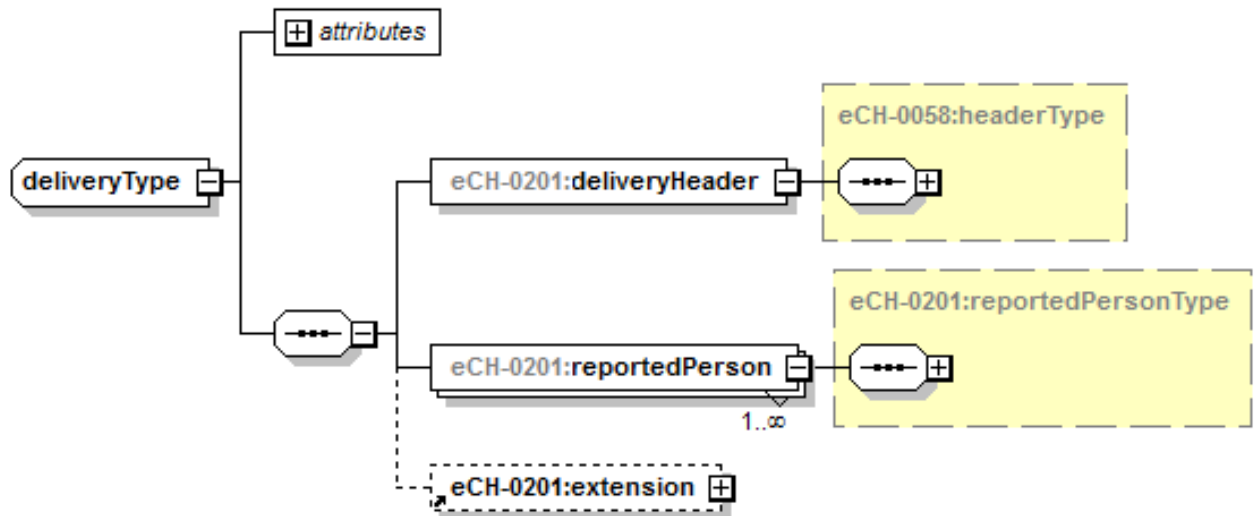 attributes
eCH-0058:headerType
deliveryType
eCH-0201:deliveryHeader
eCH-0201:reportedPersonType
eCH-0201:reportedPerson
1..∞
eCH-0201:extension